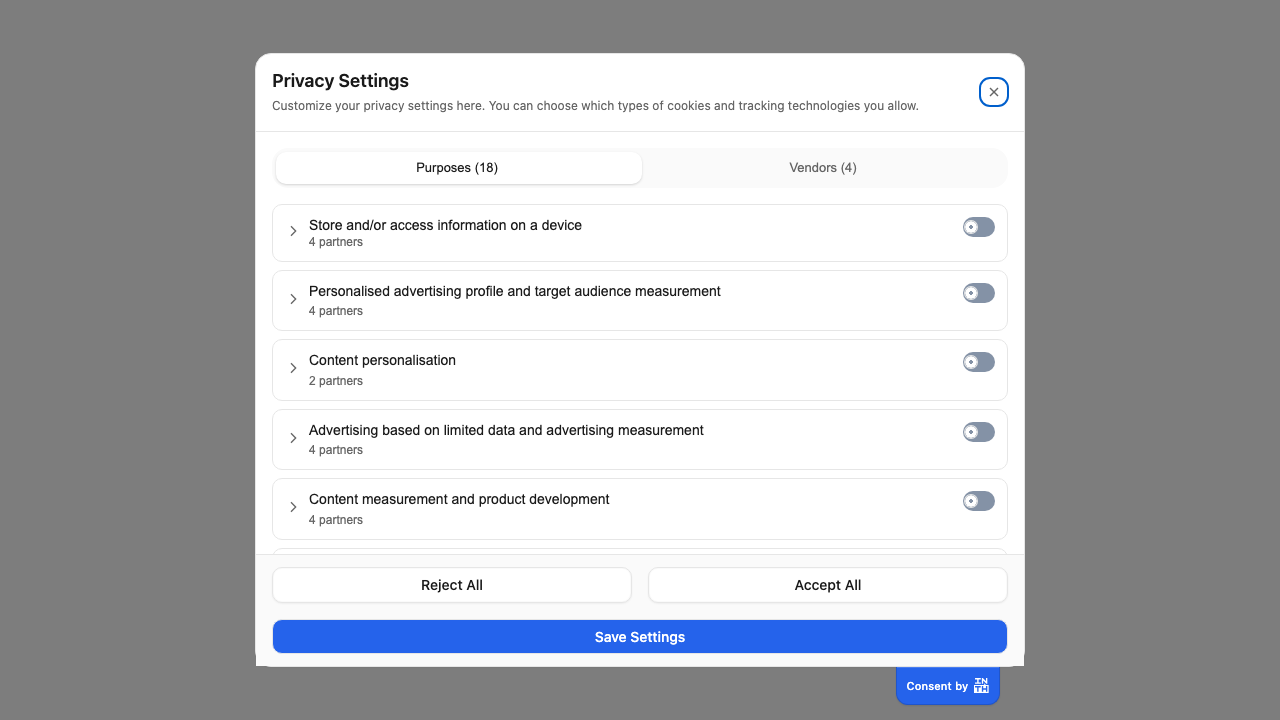 Privacy Settings
Customize your privacy settings here. You can choose which types of cookies and tracking technologies you allow.
Purposes (18)
Vendors (4)
Store and/or access information on a device
4 partners
Personalised advertising profile and target audience measurement
4 partners
Content personalisation
2 partners
Advertising based on limited data and advertising measurement
4 partners
Content measurement and product development
4 partners
Reject All
Accept All
Save Settings
Consent by INTH